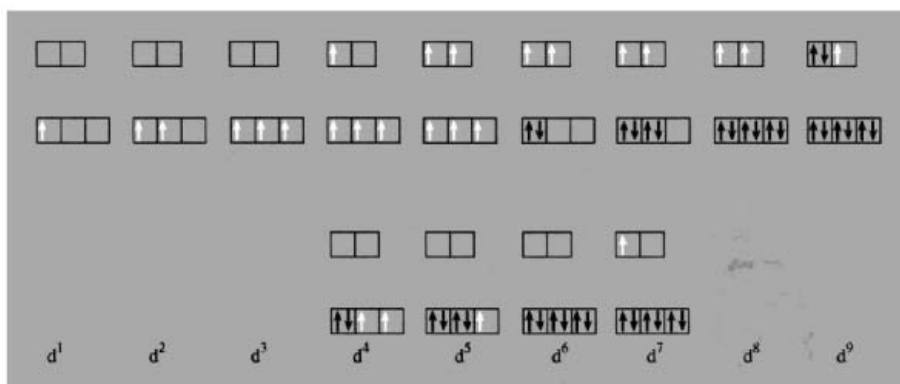 d¹ d² d³ d⁴ d⁵ d⁶ d⁷ d⁸ d⁹